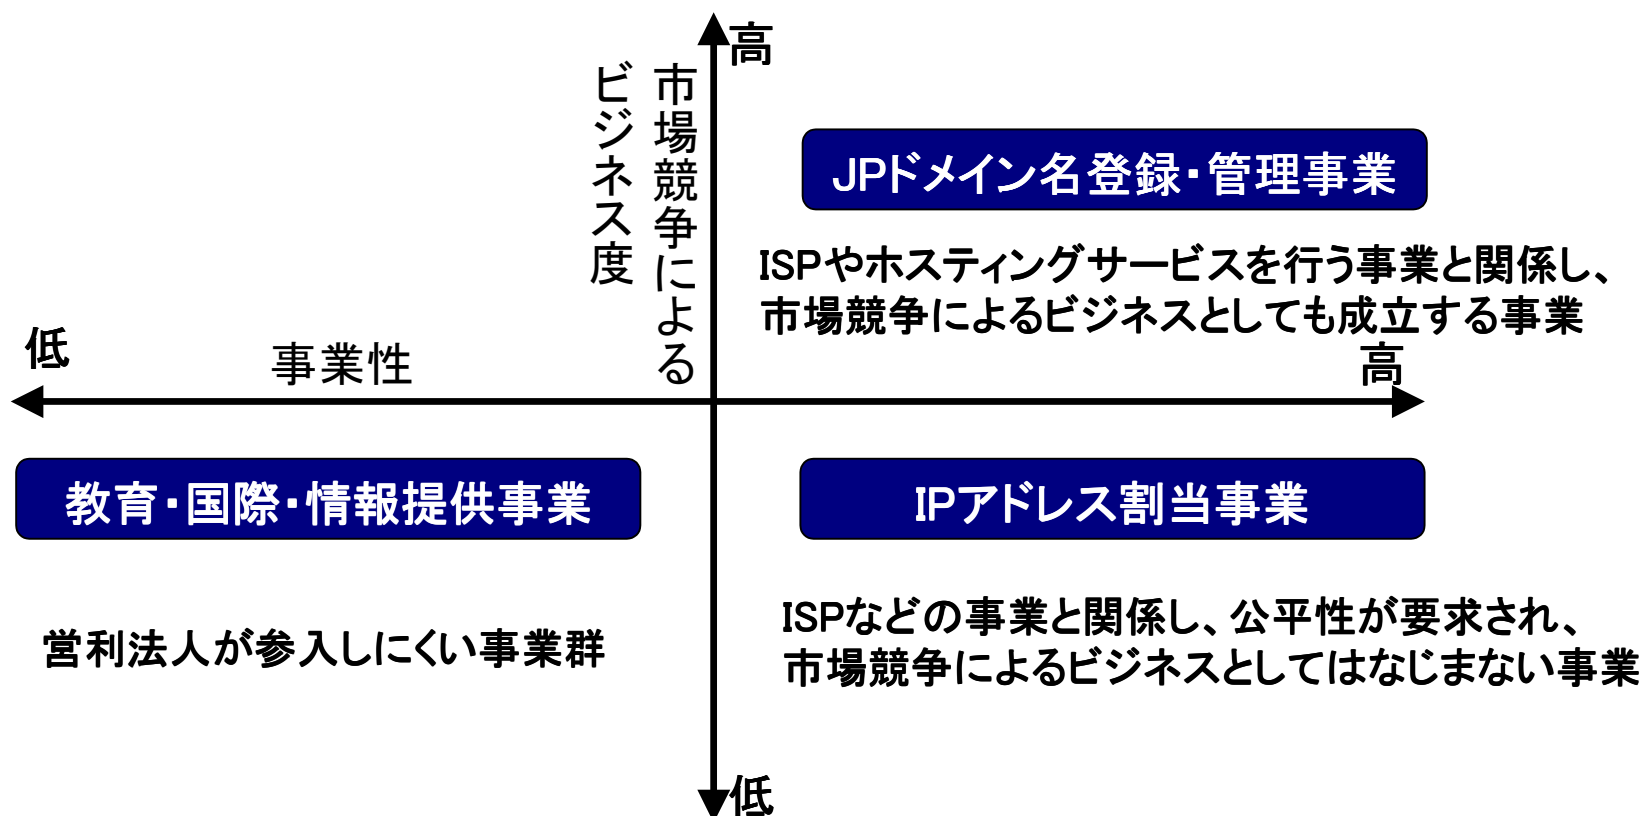 高
市場競争による
ビジネス度
JPドメイン名登録・管理事業
ISPやホスティングサービスを行う事業と関係し、
市場競争によるビジネスとしても成立する事業
低
事業性
高
教育・国際・情報提供事業
IPアドレス割当事業
営利法人が参入しにくい事業群
ISPなどの事業と関係し、公平性が要求され、
市場競争によるビジネスとしてはなじまない事業
低